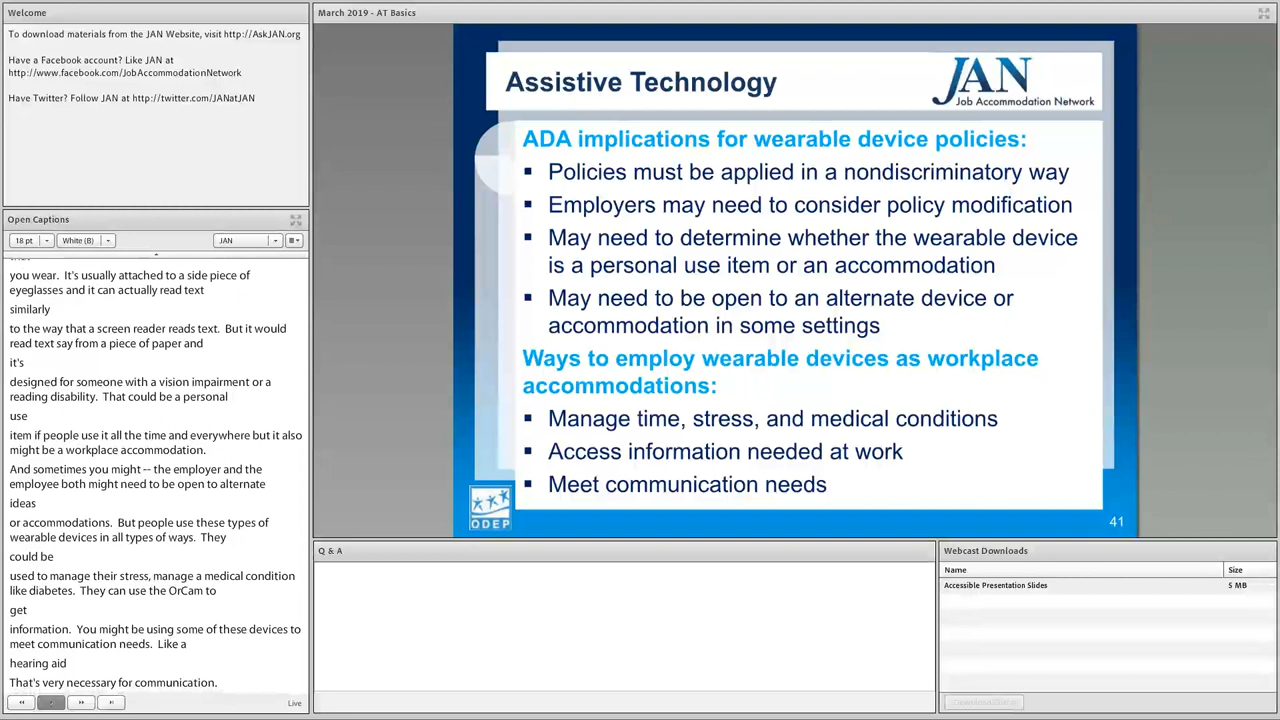 Welcome
To download materials from the JAN Website, visit http://AskJAN.org
Have a Facebook account? Like JAN at
http://www.facebook.com/JobAccommodationNetwork
Have Twitter? Follow JAN at http://twitter.com/JANatJAN
Open Captions
18 pt
White (B)
JAN
you wear. It's usually attached to a side piece of
eyeglasses and it can actually read text
similarly
to the way that a screen reader reads text. But it would
read text say from a piece of paper and
it's
designed for someone with a vision impairment or a
reading disability. That could be a personal
use
item if people use it all the time and everywhere but it also
might be a workplace accommodation.
And sometimes you might -- the employer and the
employee both might need to be open to alternate
ideas
or accommodations. But people use these types of
wearable devices in all types of ways. They
could be
used to manage their stress, manage a medical condition
like diabetes. They can use the OrCam to
get
information. You might be using some of these devices to
meet communication needs. Like a
hearing aid
That's very necessary for communication.
Live
March 2019 - AT Basics
Assistive Technology
JAN
Job Accommodation Network
ADA implications for wearable device policies:
▪ Policies must be applied in a nondiscriminatory way
▪ Employers may need to consider policy modification
▪ May need to determine whether the wearable device
is a personal use item or an accommodation
▪ May need to be open to an alternate device or
accommodation in some settings
Ways to employ wearable devices as workplace
accommodations:
▪ Manage time, stress, and medical conditions
▪ Access information needed at work
▪ Meet communication needs
ODEP
41
Q & A
Webcast Downloads
Name Size
Accessible Presentation Slides 5 MB